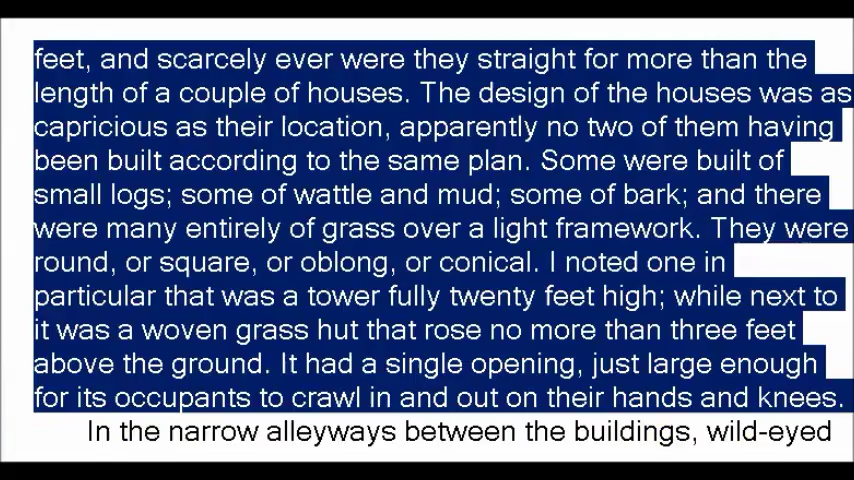 feet, and scarcely ever were they straight for more than the
length of a couple of houses. The design of the houses was as
capricious as their location, apparently no two of them having
been built according to the same plan. Some were built of
small logs; some of wattle and mud; some of bark; and there
were many entirely of grass over a light framework. They were
round, or square, or oblong, or conical. I noted one in
particular that was a tower fully twenty feet high; while next to
it was a woven grass hut that rose no more than three feet
above the ground. It had a single opening, just large enough
for its occupants to crawl in and out on their hands and knees.
In the narrow alleyways between the buildings, wild-eyed